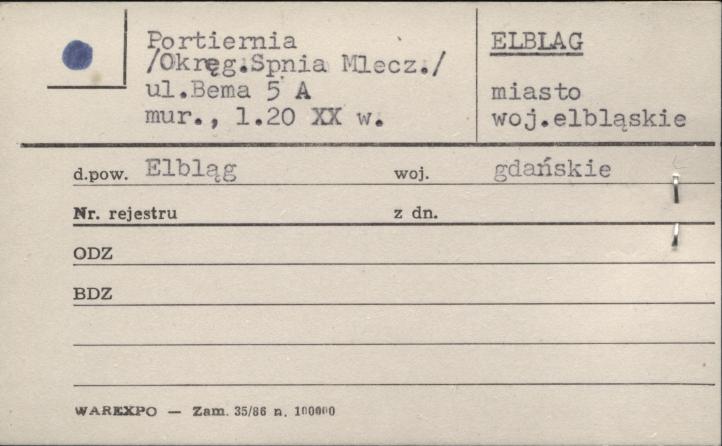 Portiernia
/Okręg.Spnia Mlecz./
ul.Bema 5 A
mur., l.20 XX w.
ELBLAG
miasto
woj.elbląskie
d.pow. Elbląg woj. gdańskie
Nr. rejestru z dn.
ODZ
BDZ
WAREXPO — Zam. 35/86 n. 100000